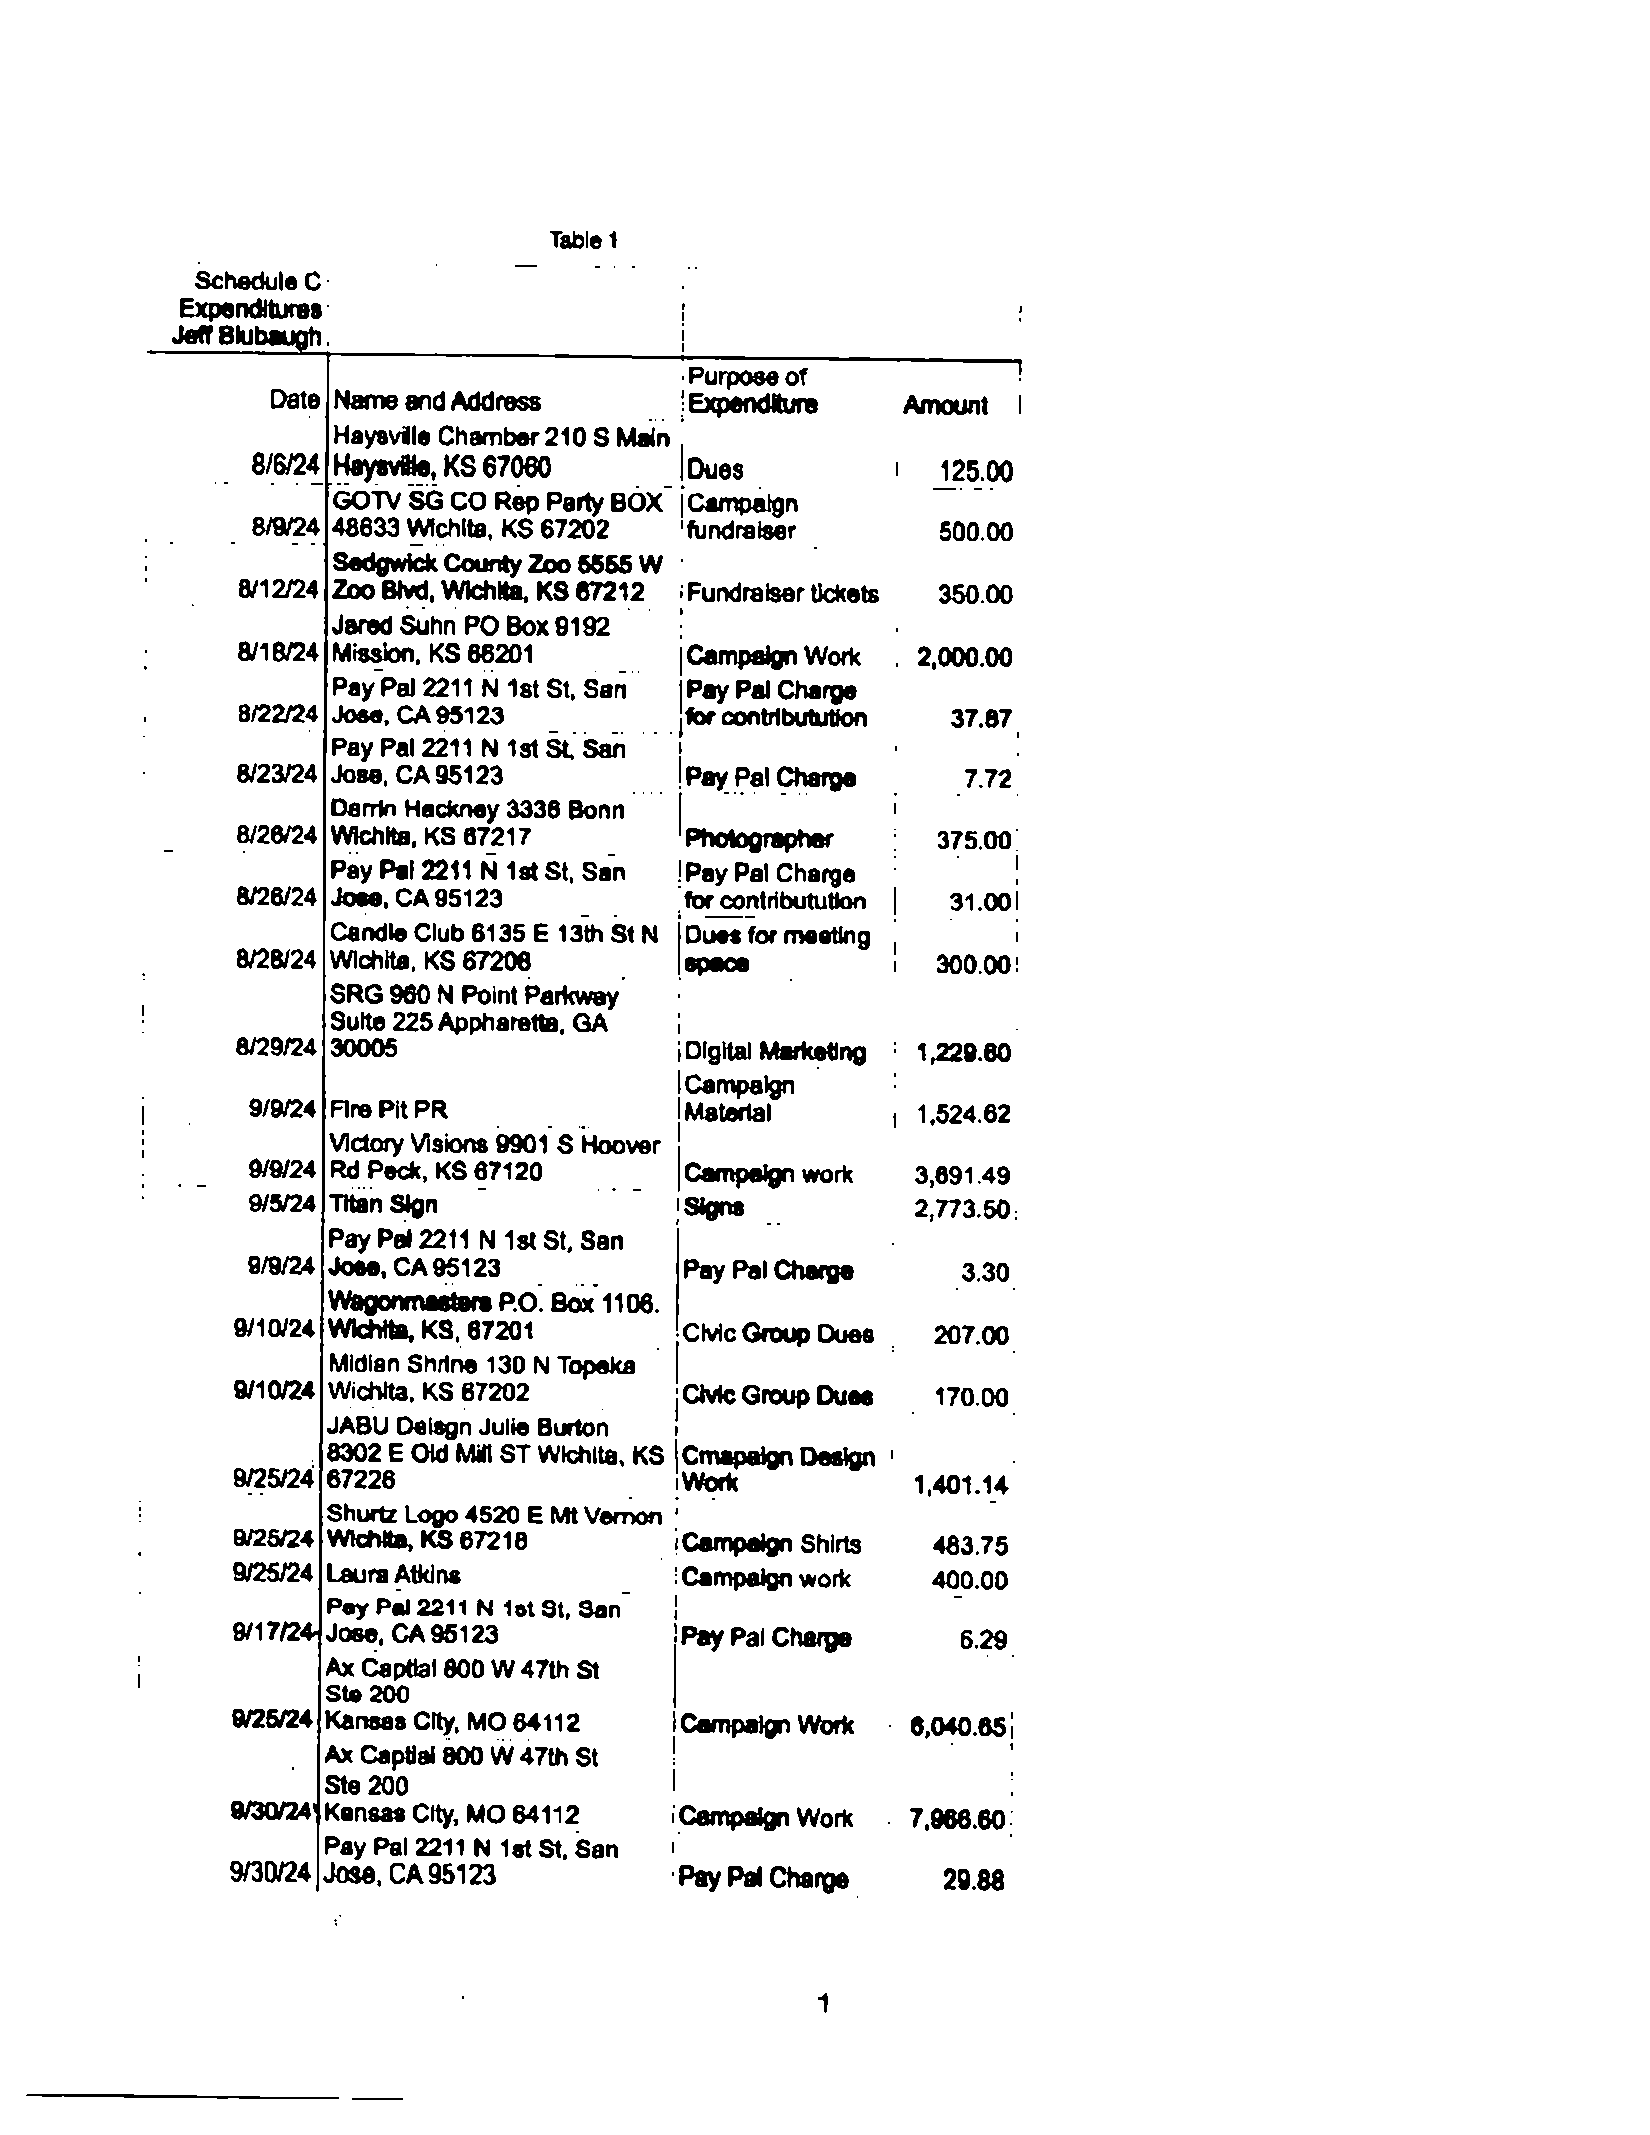 Table 1
Schedule C
Expenditures
Jeff Blubaugh
Date Name and Address Purpose of Expenditure Amount
Haysville Chamber 210 S Main
8/6/24 Haysville, KS 67060 Dues 125.00
GOTV SG CO Rep Party BOX Campaign
8/9/24 48633 Wichita, KS 67202 fundraiser 500.00
Sedgwick County Zoo 5555 W
8/12/24 Zoo Blvd, Wichita, KS 67212 Fundraiser tickets 350.00
Jared Suhn PO Box 9192
8/18/24 Mission, KS 66201 Campaign Work 2,000.00
Pay Pal 2211 N 1st St, San Pay Pal Charge
8/22/24 Jose, CA 95123 for contributution 37.87
Pay Pal 2211 N 1st St, San
8/23/24 Jose, CA 95123 Pay Pal Charge 7.72
Darrin Hackney 3336 Bonn
8/26/24 Wichita, KS 67217 Photographer 375.00
Pay Pal 2211 N 1st St, San Pay Pal Charge
8/26/24 Jose, CA 95123 for contributution 31.00
Candle Club 6135 E 13th St N Dues for meeting
8/28/24 Wichita, KS 67208 space 300.00
SRG 960 N Point Parkway
Suite 225 Appharetta, GA
8/29/24 30005 Digital Marketing 1,229.60
Campaign
9/9/24 Fire Pit PR Material 1,524.62
Victory Visions 9901 S Hoover
9/9/24 Rd Peck, KS 67120 Campaign work 3,691.49
9/5/24 Titan Sign Signs 2,773.50
Pay Pal 2211 N 1st St, San
9/9/24 Jose, CA 95123 Pay Pal Charge 3.30
Wagonmasters P.O. Box 1106.
9/10/24 Wichita, KS, 67201 Civic Group Dues 207.00
Midian Shrine 130 N Topeka
9/10/24 Wichita, KS 67202 Civic Group Dues 170.00
JABU Deisgn Julie Burton
8302 E Old Mill ST Wichita, KS Cmapaign Design
9/25/24 67226 Work 1,401.14
Shurtz Logo 4520 E Mt Vernon
9/25/24 Wichita, KS 67218 Campaign Shirts 483.75
9/25/24 Laura Atkins Campaign work 400.00
Pay Pal 2211 N 1st St, San
9/17/24 Jose, CA 95123 Pay Pal Charge 6.29
Ax Captial 800 W 47th St
Ste 200
9/25/24 Kansas City, MO 64112 Campaign Work 6,040.65
Ax Captial 800 W 47th St
Ste 200
9/30/24 Kansas City, MO 64112 Campaign Work 7,966.60
Pay Pal 2211 N 1st St, San
9/30/24 Jose, CA 95123 Pay Pal Charge 29.88
1